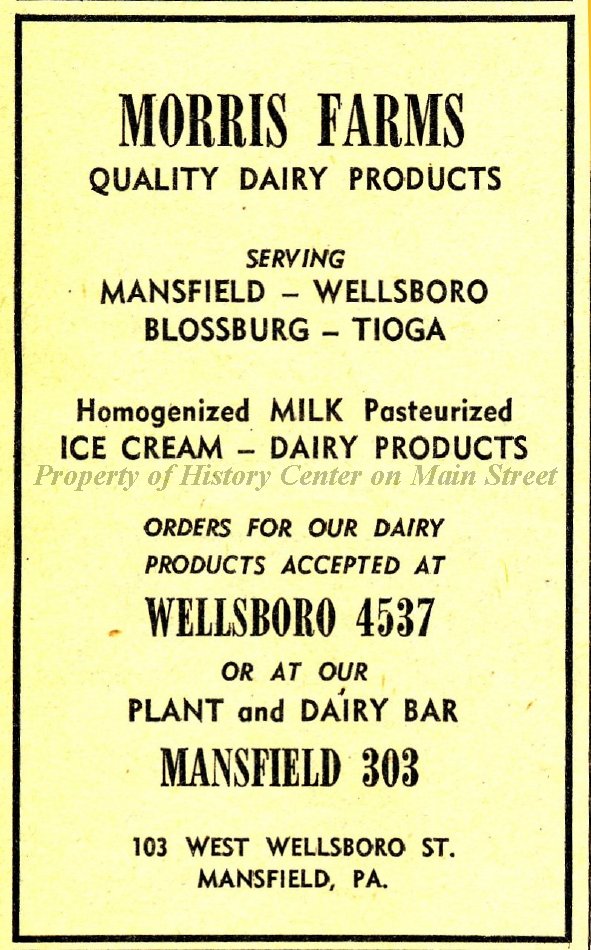 MORRIS FARMS
QUALITY DAIRY PRODUCTS
SERVING
MANSFIELD – WELLSBORO
BLOSSBURG – TIOGA
Homogenized MILK Pasteurized
ICE CREAM – DAIRY PRODUCTS
Property of History Center on Main Street
ORDERS FOR OUR DAIRY
PRODUCTS ACCEPTED AT
WELLSBORO 4537
OR AT OUR
PLANT and DAIRY BAR
MANSFIELD 303
103 WEST WELLSBORO ST.
MANSFIELD, PA.